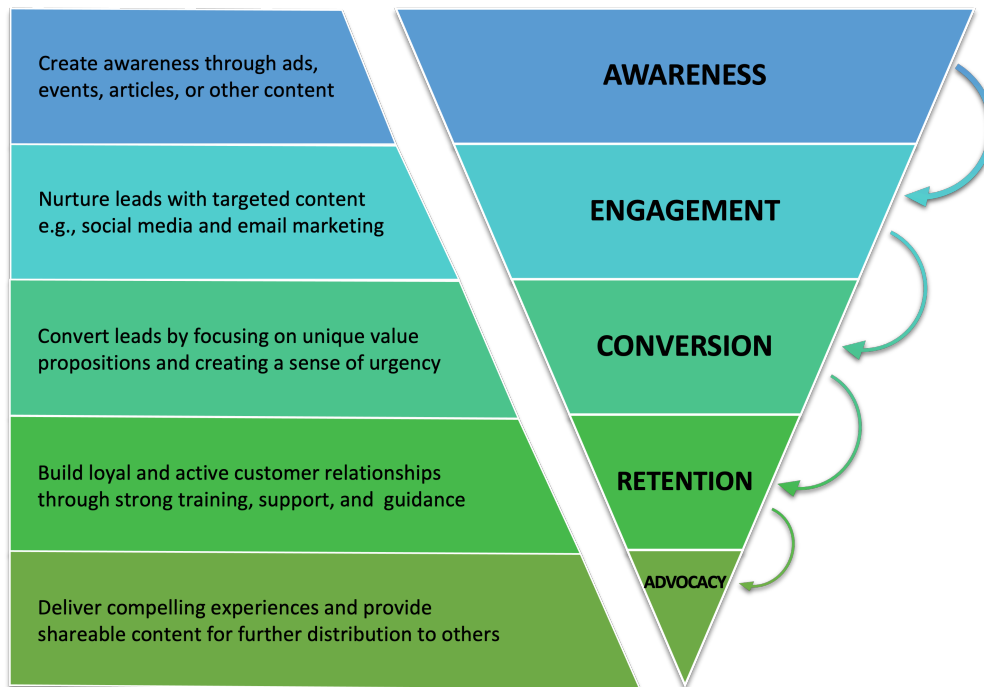 Create awareness through ads,
events, articles, or other content
AWARENESS
Nurture leads with targeted content
e.g., social media and email marketing
ENGAGEMENT
Convert leads by focusing on unique value
propositions and creating a sense of urgency
CONVERSION
Build loyal and active customer relationships
through strong training, support, and  guidance
RETENTION
Deliver compelling experiences and provide
shareable content for further distribution to others
ADVOCACY